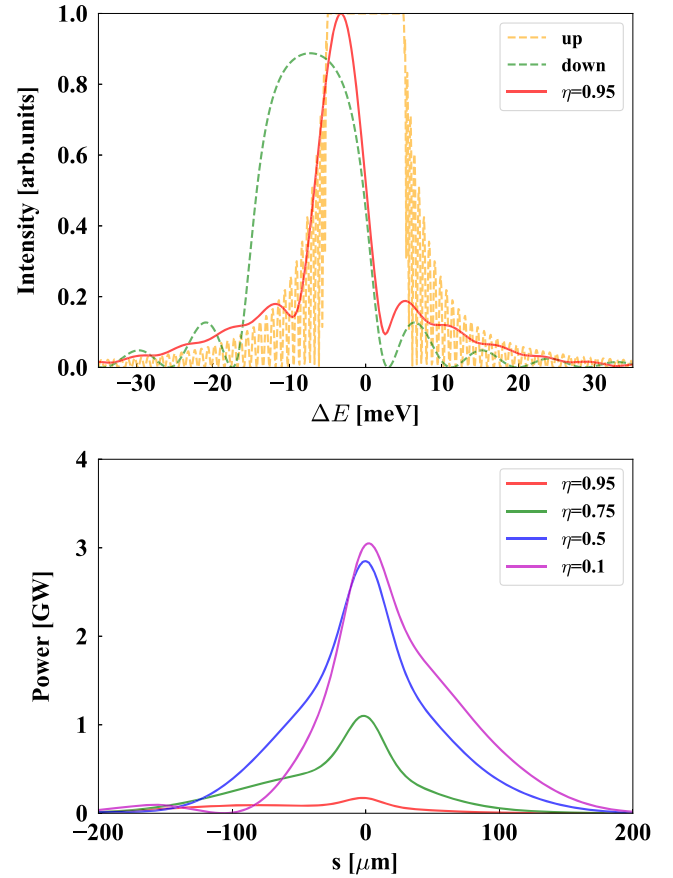 Intensity [arb.units]
1.0
0.8
0.6
0.4
0.2
0.0
up
down
η=0.95
−30
−20
−10
0
10
20
30
ΔE [meV]
Power [GW]
4
3
2
1
0
η=0.95
η=0.75
η=0.5
η=0.1
−200
−100
0
100
200
s [μm]